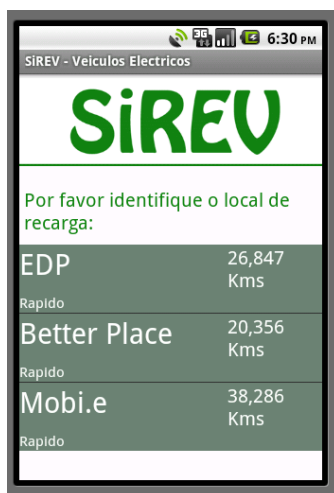 3G 6:30 PM
SiREV - Veiculos Electricos
SiREV
Por favor identifique o local de
recarga:
EDP 26,847
Kms
Rapido
Better Place 20,356
Kms
Rapido
Mobi.e 38,286
Kms
Rapido